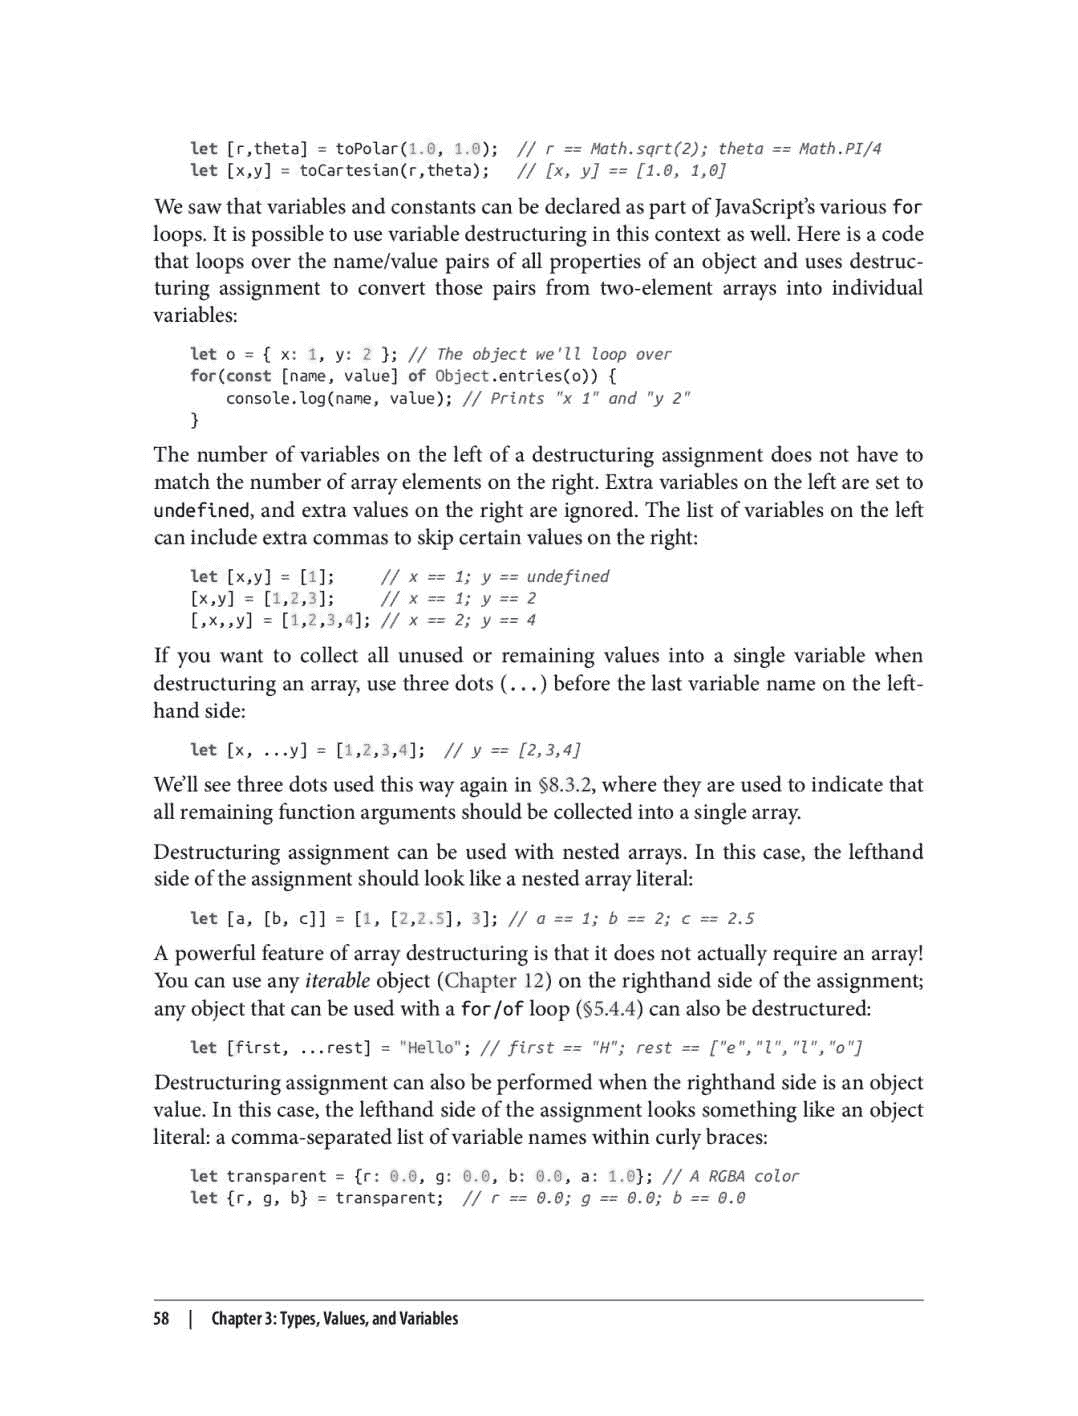 let [r,theta] = toPolar(1.0, 1.0);  // r == Math.sqrt(2); theta == Math.PI/4
let [x,y] = toCartesian(r,theta);   // [x, y] == [1.0, 1,0]
We saw that variables and constants can be declared as part of JavaScript’s various for
loops. It is possible to use variable destructuring in this context as well. Here is a code
that loops over the name/value pairs of all properties of an object and uses destruc-
turing assignment to convert those pairs from two-element arrays into individual
variables:
let o = { x: 1, y: 2 }; // The object we'll loop over
for(const [name, value] of Object.entries(o)) {
    console.log(name, value); // Prints "x 1" and "y 2"
}
The number of variables on the left of a destructuring assignment does not have to
match the number of array elements on the right. Extra variables on the left are set to
undefined, and extra values on the right are ignored. The list of variables on the left
can include extra commas to skip certain values on the right:
let [x,y] = [1];     // x == 1; y == undefined
[x,y] = [1,2,3];     // x == 1; y == 2
[,x,,y] = [1,2,3,4]; // x == 2; y == 4
If you want to collect all unused or remaining values into a single variable when
destructuring an array, use three dots (...) before the last variable name on the left-
hand side:
let [x, ...y] = [1,2,3,4];  // y == [2,3,4]
We’ll see three dots used this way again in §8.3.2, where they are used to indicate that
all remaining function arguments should be collected into a single array.
Destructuring assignment can be used with nested arrays. In this case, the lefthand
side of the assignment should look like a nested array literal:
let [a, [b, c]] = [1, [2,2.5], 3]; // a == 1; b == 2; c == 2.5
A powerful feature of array destructuring is that it does not actually require an array!
You can use any iterable object (Chapter 12) on the righthand side of the assignment;
any object that can be used with a for/of loop (§5.4.4) can also be destructured:
let [first, ...rest] = "Hello"; // first == "H"; rest == ["e","l","l","o"]
Destructuring assignment can also be performed when the righthand side is an object
value. In this case, the lefthand side of the assignment looks something like an object
literal: a comma-separated list of variable names within curly braces:
let transparent = {r: 0.0, g: 0.0, b: 0.0, a: 1.0}; // A RGBA color
let {r, g, b} = transparent;  // r == 0.0; g == 0.0; b == 0.0
58 | Chapter 3: Types, Values, and Variables